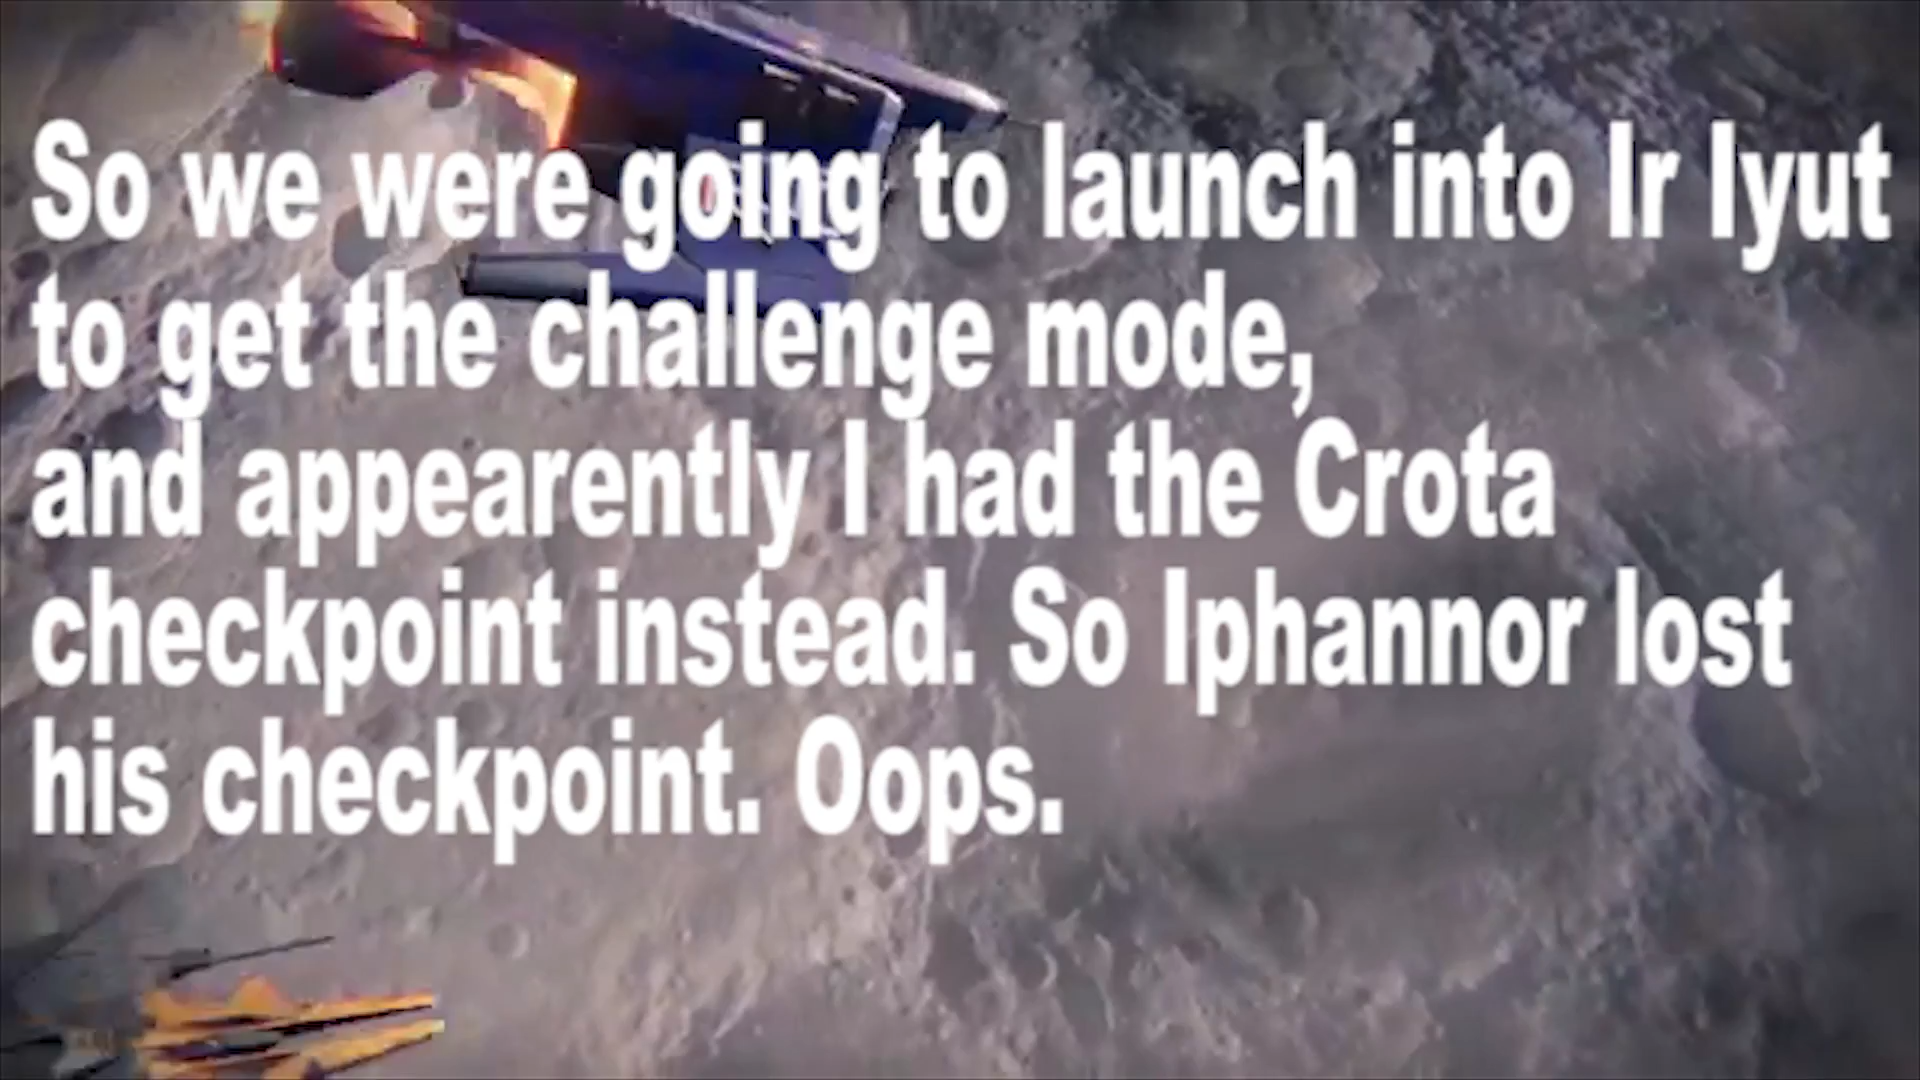 So we were going to launch into Ir Iyut
to get the challenge mode,
and appearently I had the Crota
checkpoint instead. So Iphannor lost
his checkpoint. Oops.